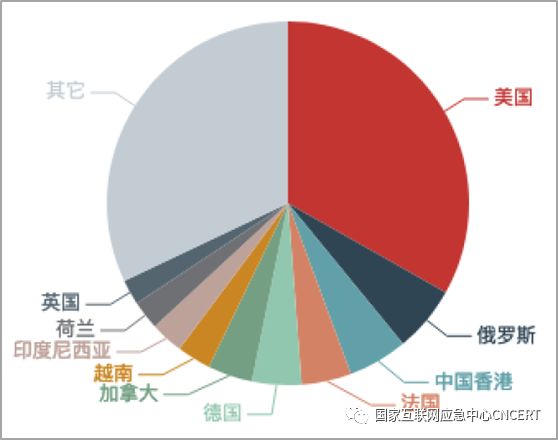 其它
美国
英国
俄罗斯
荷兰
印度尼西亚
越南
中国香港
加拿大
法国
德国
国家互联网应急中心CNCERT